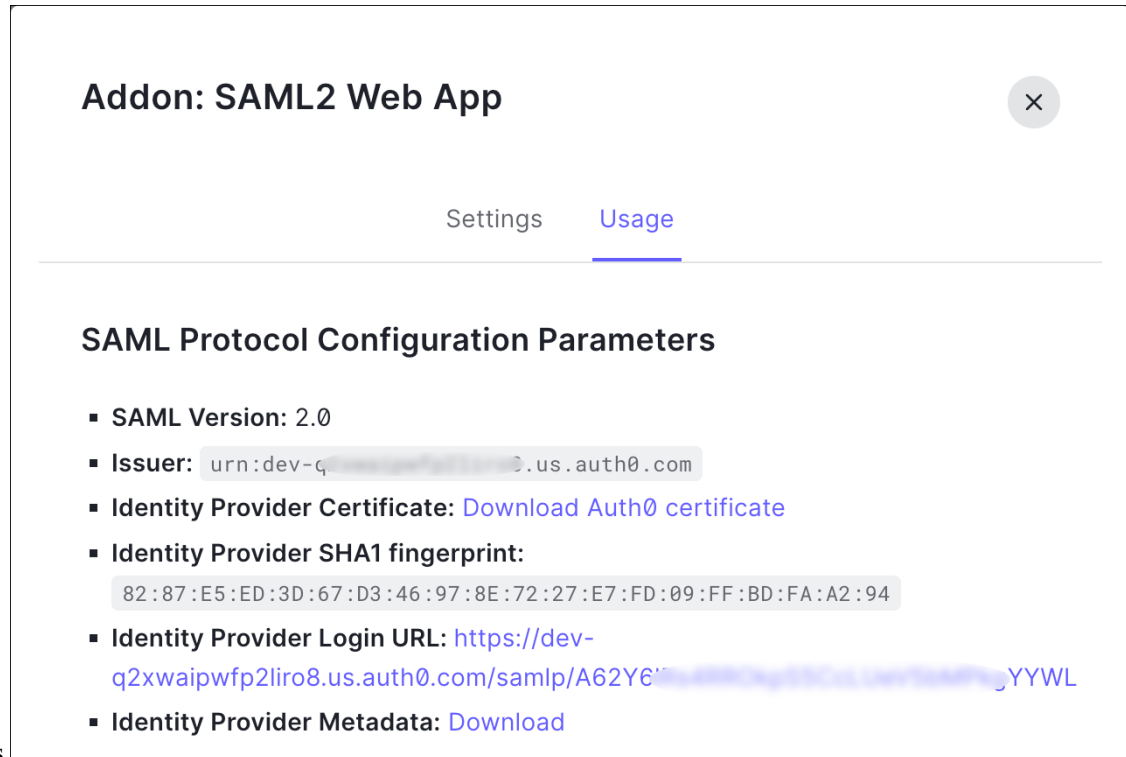 Addon: SAML2 Web App
Settings Usage
SAML Protocol Configuration Parameters
SAML Version: 2.0
Issuer: urn:dev-q .us.auth0.com
Identity Provider Certificate: Download Auth0 certificate
Identity Provider SHA1 fingerprint:
82:87:E5:ED:3D:67:D3:46:97:8E:72:27:E7:FD:09:FF:BD:FA:A2:94
Identity Provider Login URL: https://dev-
q2xwaipwfp2liro8.us.auth0.com/samlp/A62Y6 YYWL
Identity Provider Metadata: Download